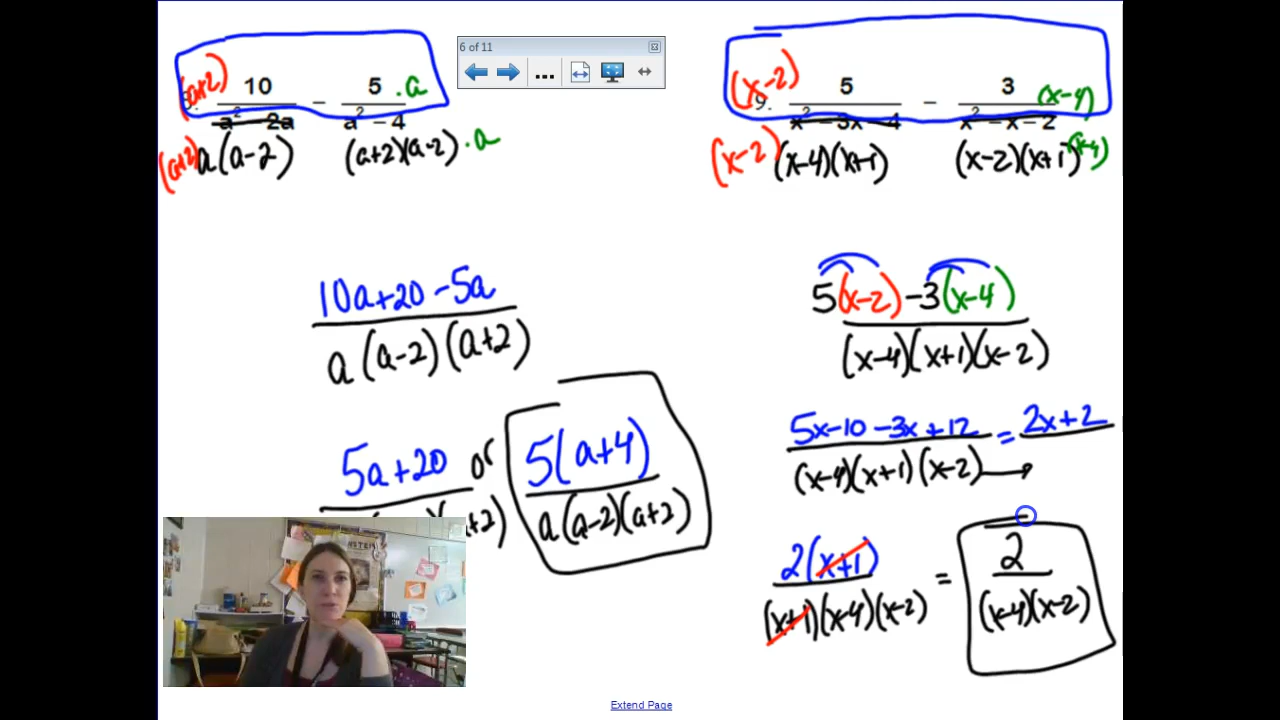 6 of 11
(a+2) 10 / a² − 2a − 5 / a² − 4 · a
(a+2) a(a-2) (a+2)(a-2) · a
10a+20-5a
a(a-2)(a+2)
5a+20 or 5(a+4)
+2) a(a-2)(a+2)
(x-2) 9. 5 / x² − 3x − 4 − 3 / x² − x − 2 (x-4)
(x-2) (x-4)(x+1) (x-2)(x+1) (x-4)
5(x-2) -3(x-4)
(x-4)(x+1)(x-2)
5x-10-3x+12 = 2x+2
(x-4)(x+1)(x-2)
2(x+1) = 2
(x+1)(x-4)(x-2) (x-4)(x-2)
Extend Page